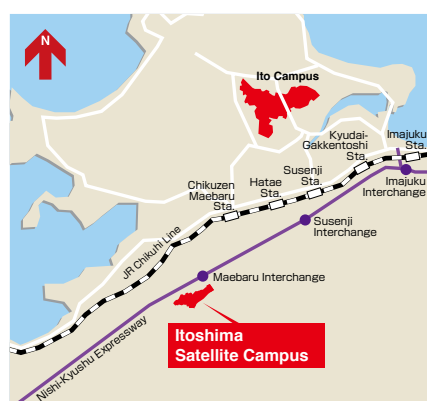 N
Ito Campus
Kyudai-
Gakkentoshi
Sta.
Imajuku
Sta.
Susenji
Sta.
Hatae
Sta.
Chikuzen
Maebaru
Sta.
Imajuku
Interchange
Susenji
Interchange
JR Chikuhi Line
Maebaru Interchange
Itoshima
Satellite Campus
Nishi-Kyushu Expressway